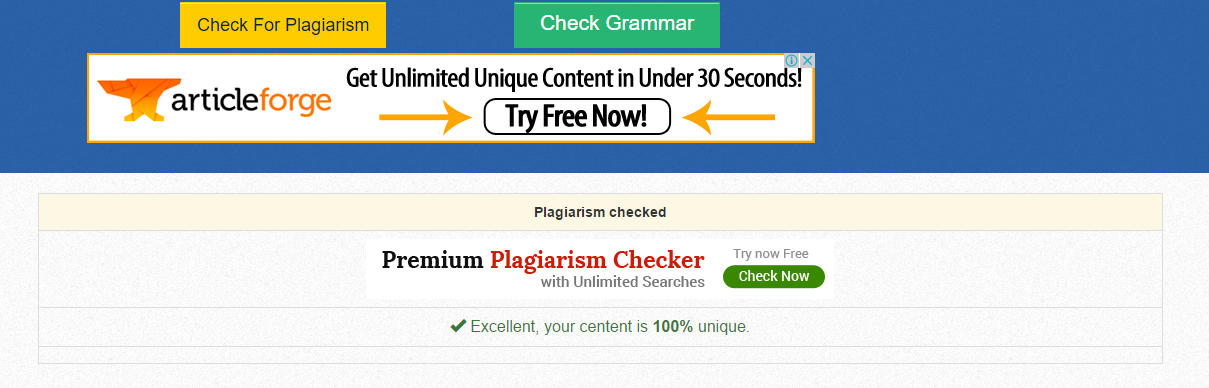 Check For Plagiarism
Check Grammar
articleforge
Get Unlimited Unique Content in Under 30 Seconds!
Try Free Now!
Plagiarism checked
Premium Plagiarism Checker
with Unlimited Searches
Try now Free
Check Now
Excellent, your centent is 100% unique.